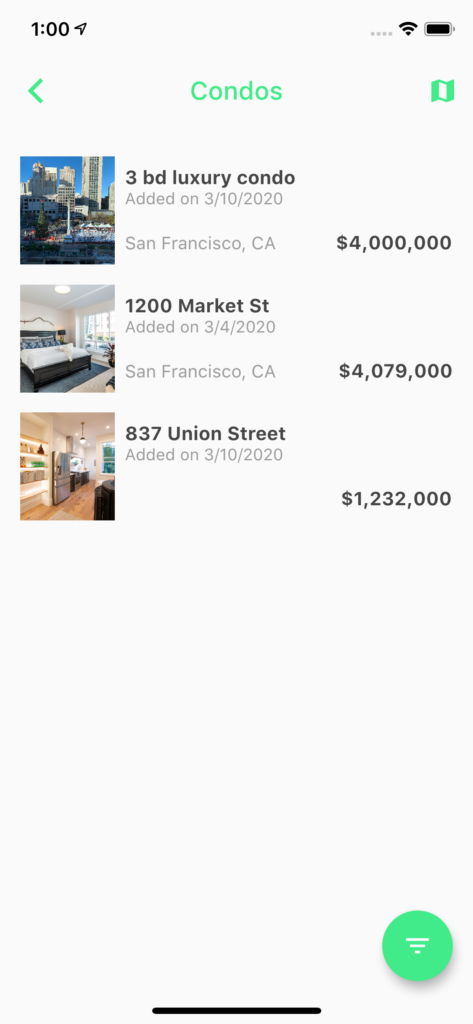 1:00
Condos
3 bd luxury condo
Added on 3/10/2020
San Francisco, CA $4,000,000
1200 Market St
Added on 3/4/2020
San Francisco, CA $4,079,000
837 Union Street
Added on 3/10/2020
$1,232,000